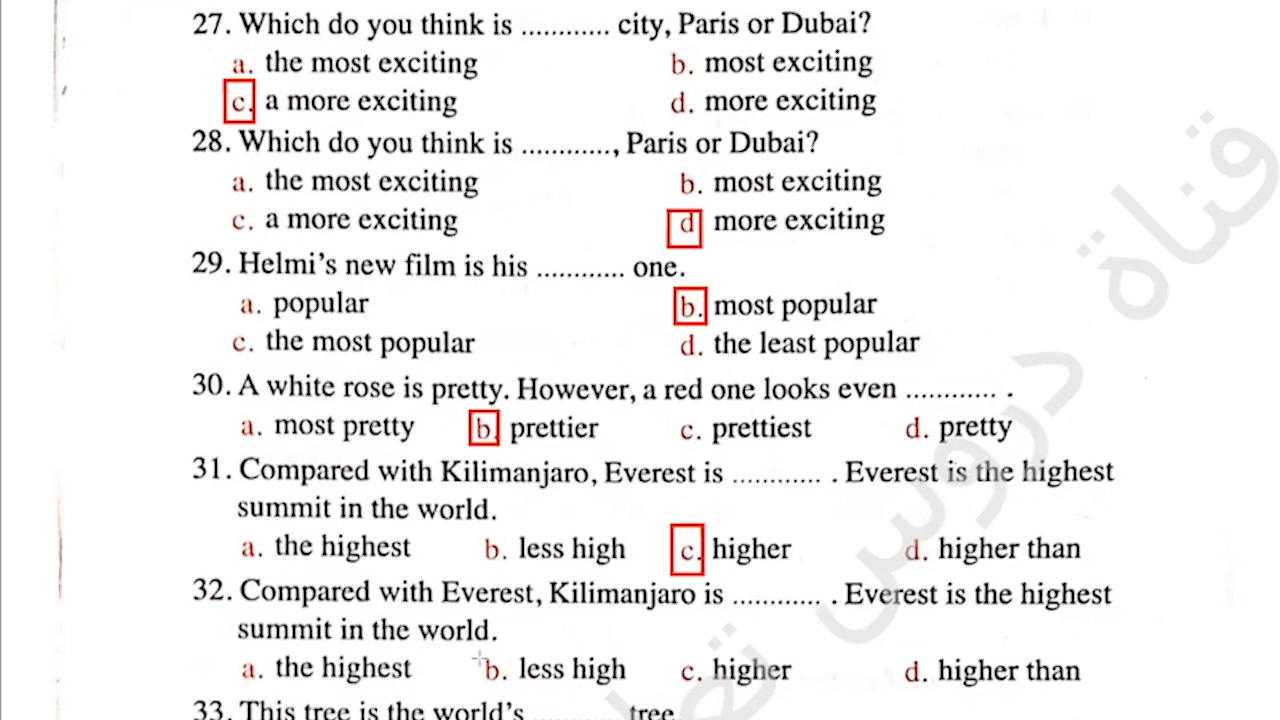 27. Which do you think is ............ city, Paris or Dubai?
a. the most exciting b. most exciting
c. a more exciting d. more exciting
28. Which do you think is ............., Paris or Dubai?
a. the most exciting b. most exciting
c. a more exciting d more exciting
29. Helmi's new film is his ............ one.
a. popular b. most popular
c. the most popular d. the least popular
30. A white rose is pretty. However, a red one looks even ............ .
a. most pretty b. prettier c. prettiest d. pretty
31. Compared with Kilimanjaro, Everest is ............ . Everest is the highest
summit in the world.
a. the highest b. less high c. higher d. higher than
32. Compared with Everest, Kilimanjaro is ............ . Everest is the highest
summit in the world.
a. the highest b. less high c. higher d. higher than
33. This tree is the world's ............ tree.
قناة دروس